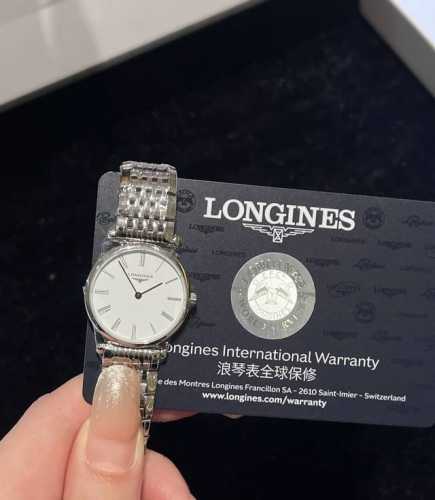 LONGINES
LONGINES
Longines International Warranty
浪琴表全球保修
des Montres Longines Francillon SA - 2610 Saint-Imier - Switzerland
www.longines.com/warranty